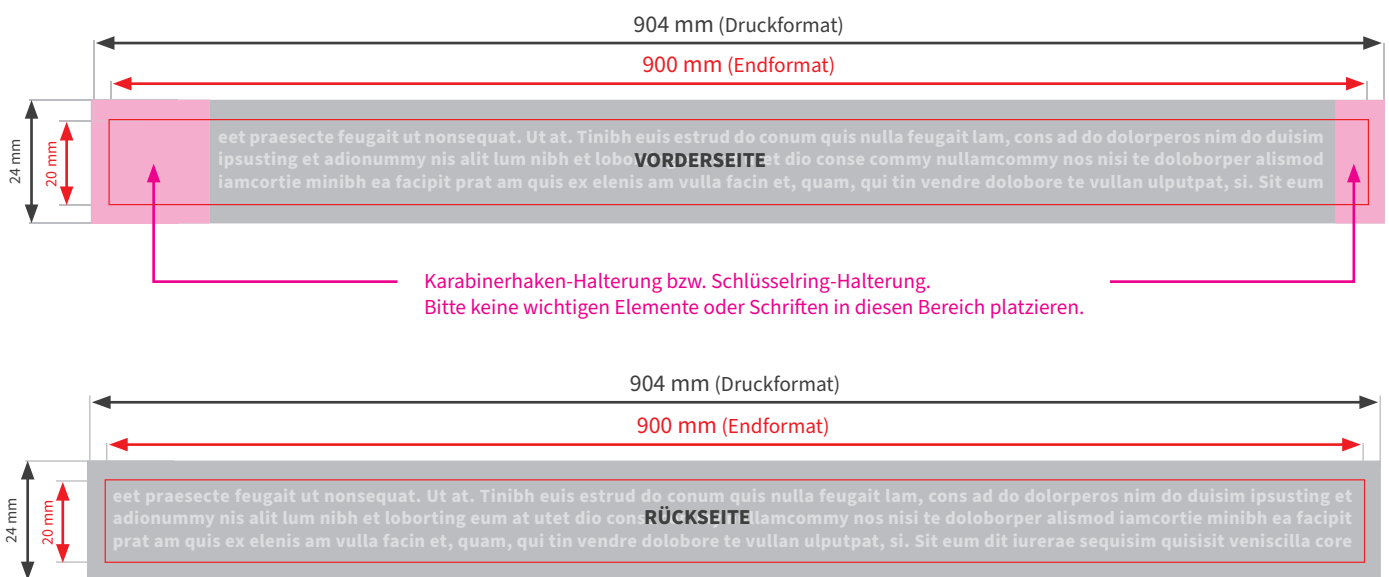 904 mm (Druckformat)
900 mm (Endformat)
24 mm
20 mm
eet praesecte feugait ut nonsequat. Ut at. Tinibh euis estrud do conum quis nulla feugait lam, cons ad do dolorperos nim do duisim
ipsusting et adionummy nis alit lum nibh et VORDERSEITE et dio conse commy nullamcommy nos nisi te doloborper alismod
iamcortie minibh ea facipit prat am quis ex elenis am vulla facin et, quam, qui tin vendre dolobore te vullan ulputpat, si. Sit eum
Karabinerhaken-Halterung bzw. Schlüsselring-Halterung.
Bitte keine wichtigen Elemente oder Schriften in diesen Bereich platzieren.
904 mm (Druckformat)
900 mm (Endformat)
24 mm
20 mm
eet praesecte feugait ut nonsequat. Ut at. Tinibh euis estrud do conum quis nulla feugait lam, cons ad do dolorperos nim do duisim ipsusting et
adionummy nis alit lum nibh et loborting enm at utet dio RÜCKSEITE nos nisi te doloborper alismod iamcortie minibh ea facipit
prat am quis ex elenis am vulla facin et, quam, qui tin vendre dolobore te vullan ulputpat, si. Sit eum dit iurerae sequisim quisisit veniscilla core